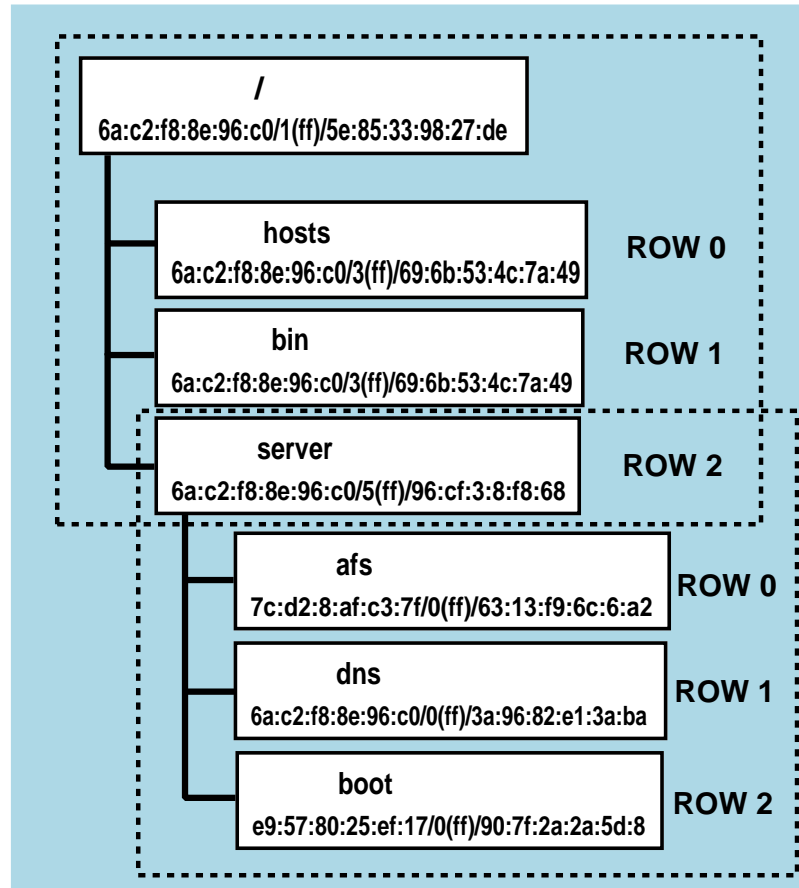 /
6a:c2:f8:8e:96:c0/1(ff)/5e:85:33:98:27:de
hosts
6a:c2:f8:8e:96:c0/3(ff)/69:6b:53:4c:7a:49
ROW 0
bin
6a:c2:f8:8e:96:c0/3(ff)/69:6b:53:4c:7a:49
ROW 1
server
6a:c2:f8:8e:96:c0/5(ff)/96:cf:3:8:f8:68
ROW 2
afs
7c:d2:8:af:c3:7f/0(ff)/63:13:f9:6c:6:a2
ROW 0
dns
6a:c2:f8:8e:96:c0/0(ff)/3a:96:82:e1:3a:ba
ROW 1
boot
e9:57:80:25:ef:17/0(ff)/90:7f:2a:2a:5d:8
ROW 2